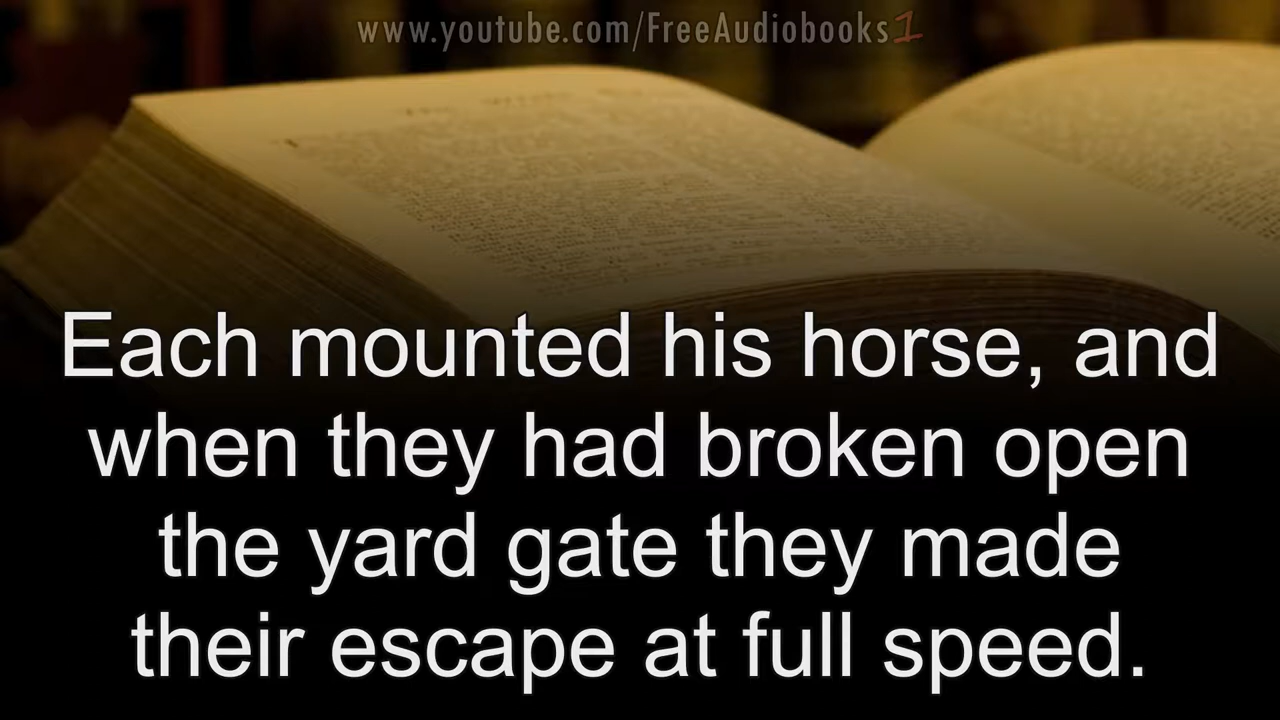 www.youtube.com/FreeAudiobooks1
Each mounted his horse, and
when they had broken open
the yard gate they made
their escape at full speed.